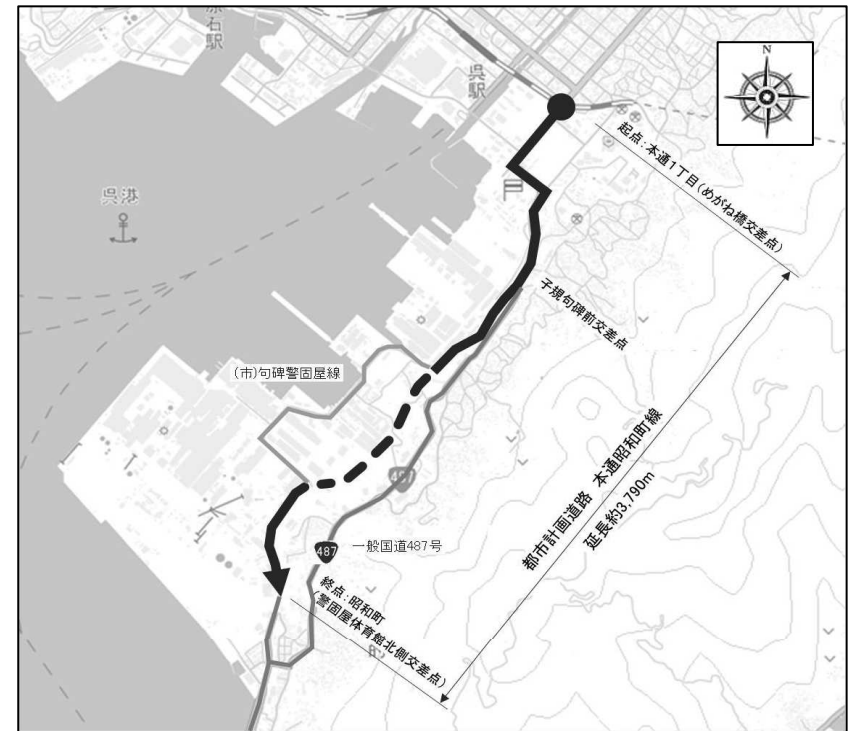 呉駅
N
起点:本通1丁目(めがね橋交差点)
呉港
子規句碑前交差点
(市)句碑警固屋線
都市計画道路 本通昭和町線
延長約3,790m
487
487
一般国道487号
終点:昭和町
(警固屋体育館北側交差点)